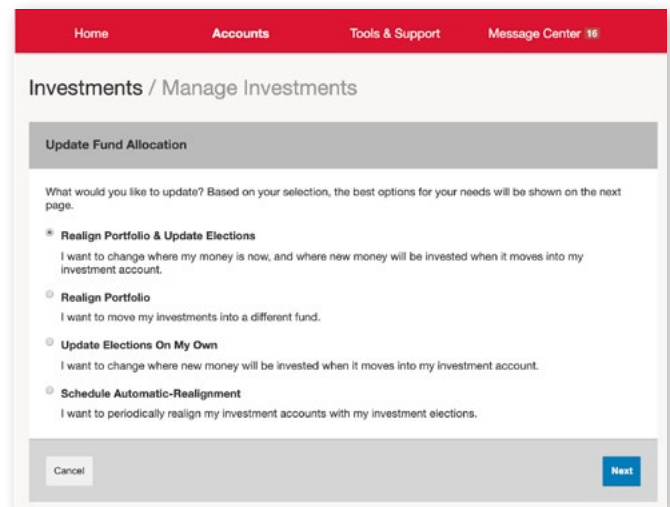 Home Accounts Tools & Support Message Center 16
Investments / Manage Investments
Update Fund Allocation
What would you like to update? Based on your selection, the best options for your needs will be shown on the next
page.
Realign Portfolio & Update Elections
I want to change where my money is now, and where new money will be invested when it moves into my
investment account.
Realign Portfolio
I want to move my investments into a different fund.
Update Elections On My Own
I want to change where new money will be invested when it moves into my investment account.
Schedule Automatic-Realignment
I want to periodically realign my investment accounts with my investment elections.
Cancel Next